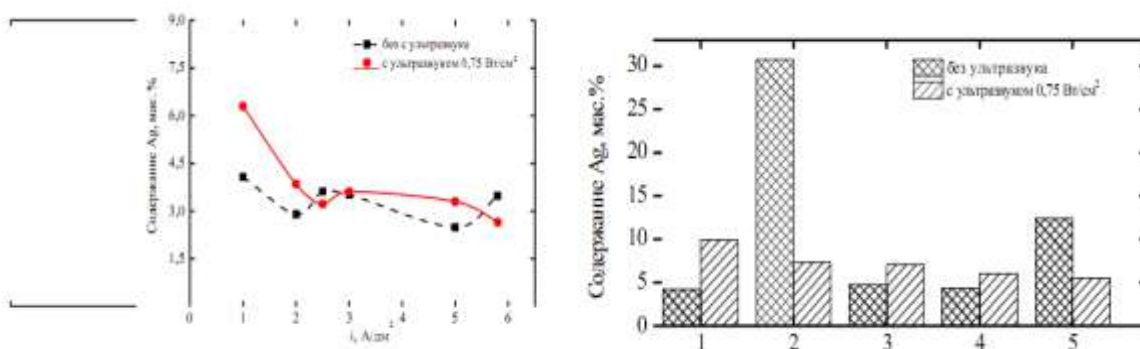 9,0
7,5
6,0
4,5
3,0
1,5
Содержание Ag, мас. %
без с ультразвука
с ультразвуком 0,75 Вт/см²
0 1 2 3 4 5 6
i, А/дм²
30
25
20
15
10
5
0
Содержание Ag, мас.%
без ультразвука
с ультразвуком 0,75 Вт/см²
1 2 3 4 5